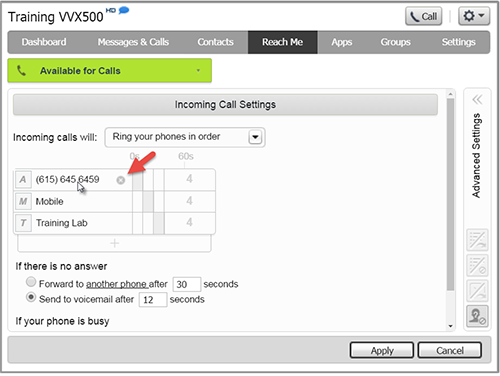 Training VVX500 HD
Call
Dashboard Messages & Calls Contacts Reach Me Apps Groups Settings
Available for Calls
Incoming Call Settings
Incoming calls will: Ring your phones in order
0s 60s
A (615) 645 6459 4
M Mobile 4
T Training Lab 4
+
If there is no answer
Forward to another phone after 30 seconds
Send to voicemail after 12 seconds
If your phone is busy
Advanced Settings
Apply Cancel